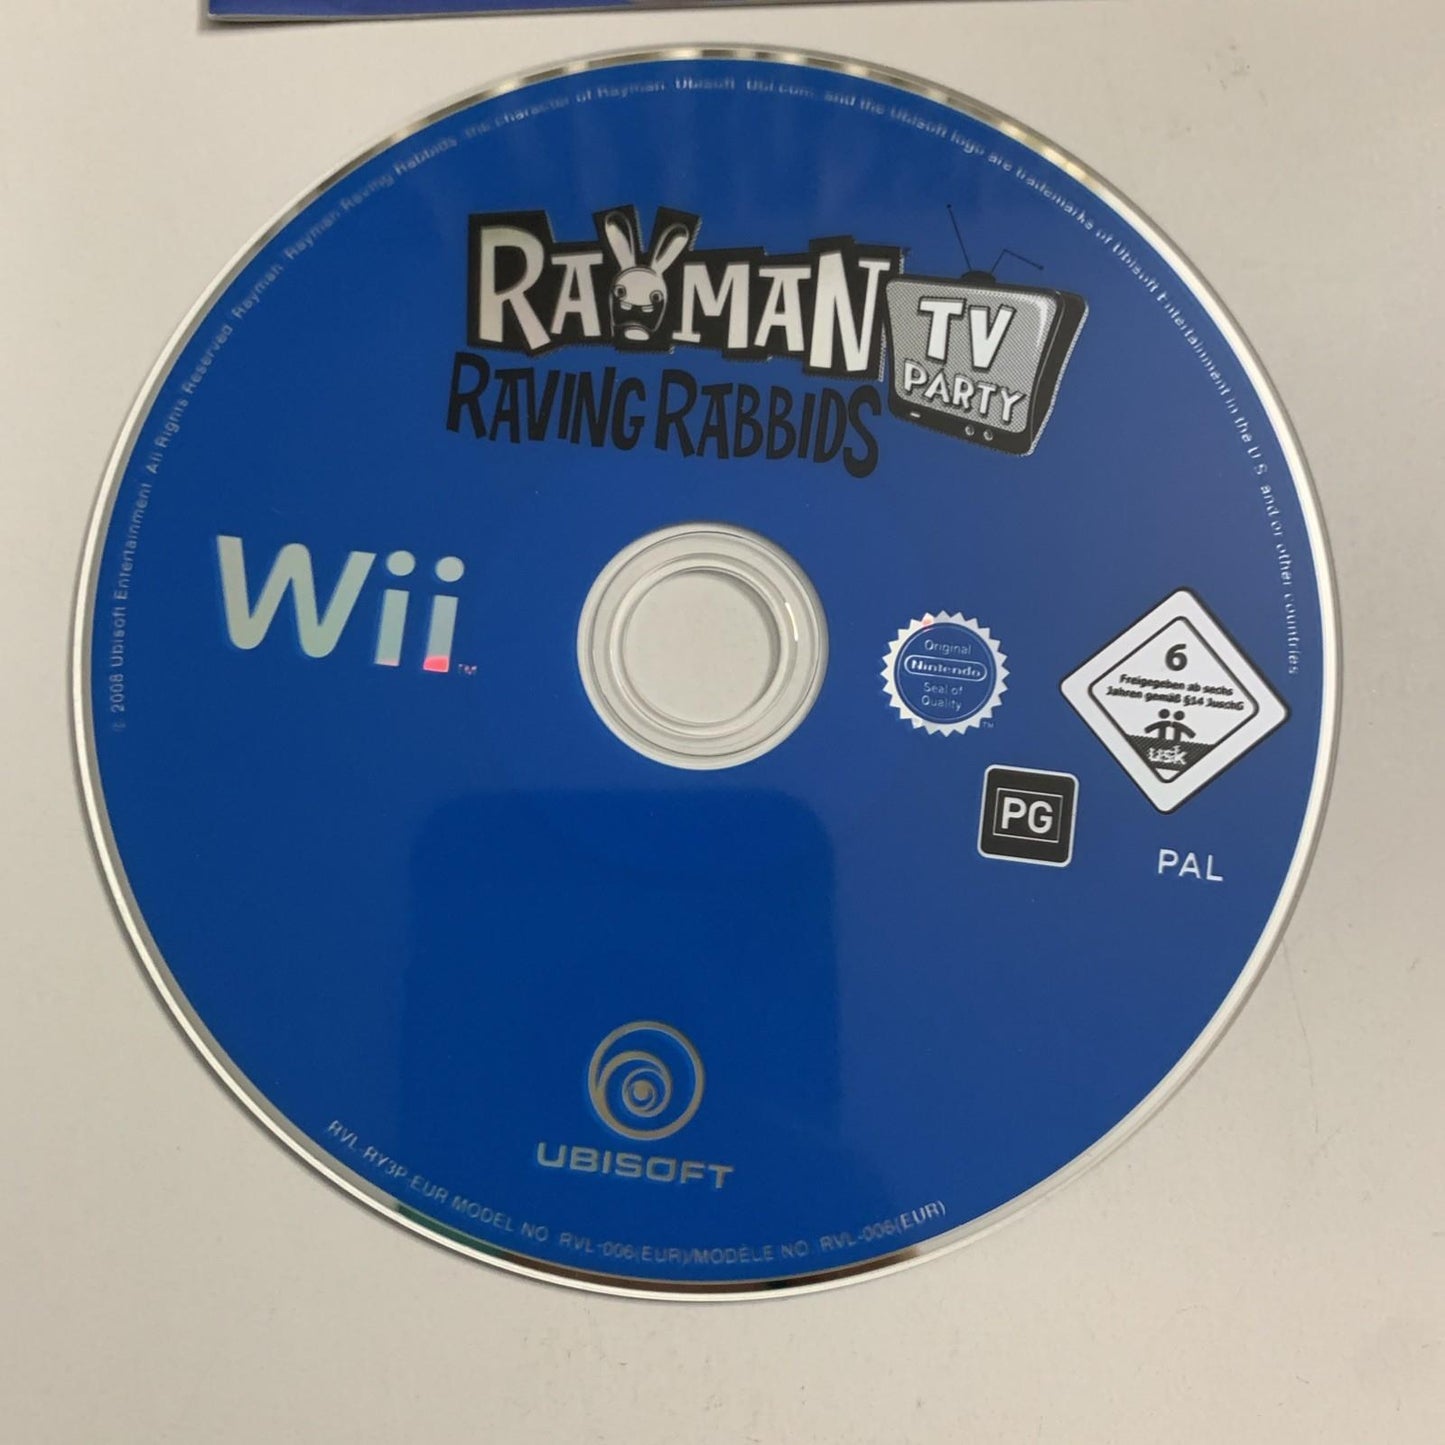 © 2008 Ubisoft Entertainment. All Rights Reserved. Rayman, Rayman Raving Rabbids, the character of Rayman, Ubisoft, Ubi.com, and the Ubisoft logo are trademarks of Ubisoft Entertainment in the U.S. and/or other countries
RAYMAN
TV
PARTY
RAVING RABBIDS
Wii
TM
Original
Nintendo
Seal of
Quality
TM
6
Freigegeben ab sechs
Jahren gemäß §14 JuschG
usk
PG
PAL
UBISOFT
RVL-RY3P-EUR MODEL NO. RVL-006(EUR)/MODÈLE NO. RVL-006(EUR)